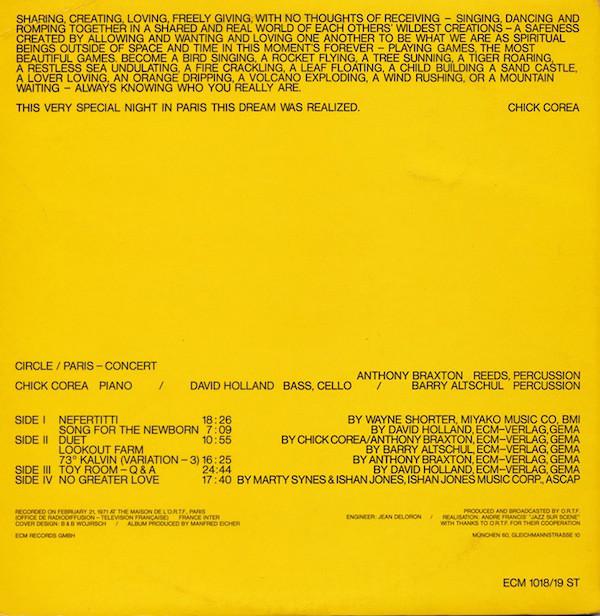 SHARING, CREATING, LOVING, FREELY GIVING, WITH NO THOUGHTS OF RECEIVING – SINGING, DANCING AND
ROMPING TOGETHER IN A SHARED AND REAL WORLD OF EACH OTHERS' WILDEST CREATIONS – A SAFENESS
CREATED BY ALLOWING AND WANTING AND LOVING ONE ANOTHER TO BE WHAT WE ARE AS SPIRITUAL
BEINGS OUTSIDE OF SPACE AND TIME IN THIS MOMENT'S FOREVER – PLAYING GAMES, THE MOST
BEAUTIFUL GAMES. BECOME A BIRD SINGING, A ROCKET FLYING, A TREE SUNNING, A TIGER ROARING,
A RESTLESS SEA UNDULATING, A FIRE CRACKLING, A LEAF FLOATING, A CHILD BUILDING A SAND CASTLE,
A LOVER LOVING, AN ORANGE DRIPPING, A VOLCANO EXPLODING, A WIND RUSHING, OR A MOUNTAIN
WAITING – ALWAYS KNOWING WHO YOU REALLY ARE.
THIS VERY SPECIAL NIGHT IN PARIS THIS DREAM WAS REALIZED. CHICK COREA
CIRCLE / PARIS – CONCERT
ANTHONY BRAXTON REEDS, PERCUSSION
CHICK COREA PIANO / DAVID HOLLAND BASS, CELLO / BARRY ALTSCHUL PERCUSSION
SIDE I NEFERTITTI 18:26 BY WAYNE SHORTER, MIYAKO MUSIC CO, BMI
SONG FOR THE NEWBORN 7:09 BY DAVID HOLLAND, ECM–VERLAG, GEMA
SIDE II DUET 10:55 BY CHICK COREA/ANTHONY BRAXTON, ECM–VERLAG, GEMA
LOOKOUT FARM BY BARRY ALTSCHUL, ECM–VERLAG, GEMA
73° KALVIN (VARIATION – 3) 16:25 BY ANTHONY BRAXTON, ECM–VERLAG, GEMA
SIDE III TOY ROOM – Q & A 24:44 BY DAVID HOLLAND, ECM–VERLAG, GEMA
SIDE IV NO GREATER LOVE 17:40 BY MARTY SYNES & ISHAN JONES, ISHAN JONES MUSIC CORP., ASCAP
RECORDED ON FEBRUARY 21, 1971 AT THE MAISON DE L'O.R.T.F., PARIS PRODUCED AND BROADCASTED BY O.R.T.F.
(OFFICE DE RADIODIFFUSION – TELEVISION FRANÇAISE) FRANCE INTER ENGINEER: JEAN DELORON / REALISATION: ANDRE FRANCIS' "JAZZ SUR SCENE"
COVER DESIGN: B & B WOJIRSCH / ALBUM PRODUCED BY MANFRED EICHER WITH THANKS TO O.R.T.F. FOR THEIR COOPERATION
ECM RECORDS GMBH MÜNCHEN 60, GLEICHMANNSTRASSE 10
ECM 1018/19 ST